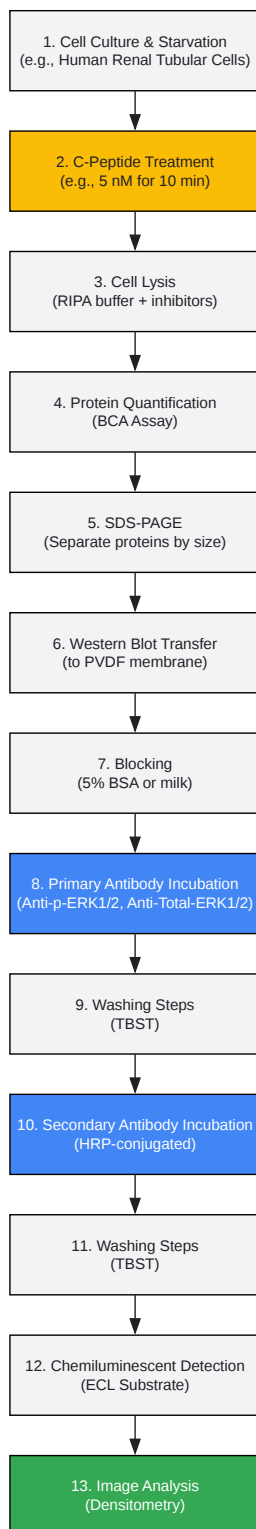 1. Cell Culture & Starvation
(e.g., Human Renal Tubular Cells)
2. C-Peptide Treatment
(e.g., 5 nM for 10 min)
3. Cell Lysis
(RIPA buffer + inhibitors)
4. Protein Quantification
(BCA Assay)
5. SDS-PAGE
(Separate proteins by size)
6. Western Blot Transfer
(to PVDF membrane)
7. Blocking
(5% BSA or milk)
8. Primary Antibody Incubation
(Anti-p-ERK1/2, Anti-Total-ERK1/2)
9. Washing Steps
(TBST)
10. Secondary Antibody Incubation
(HRP-conjugated)
11. Washing Steps
(TBST)
12. Chemiluminescent Detection
(ECL Substrate)
13. Image Analysis
(Densitometry)